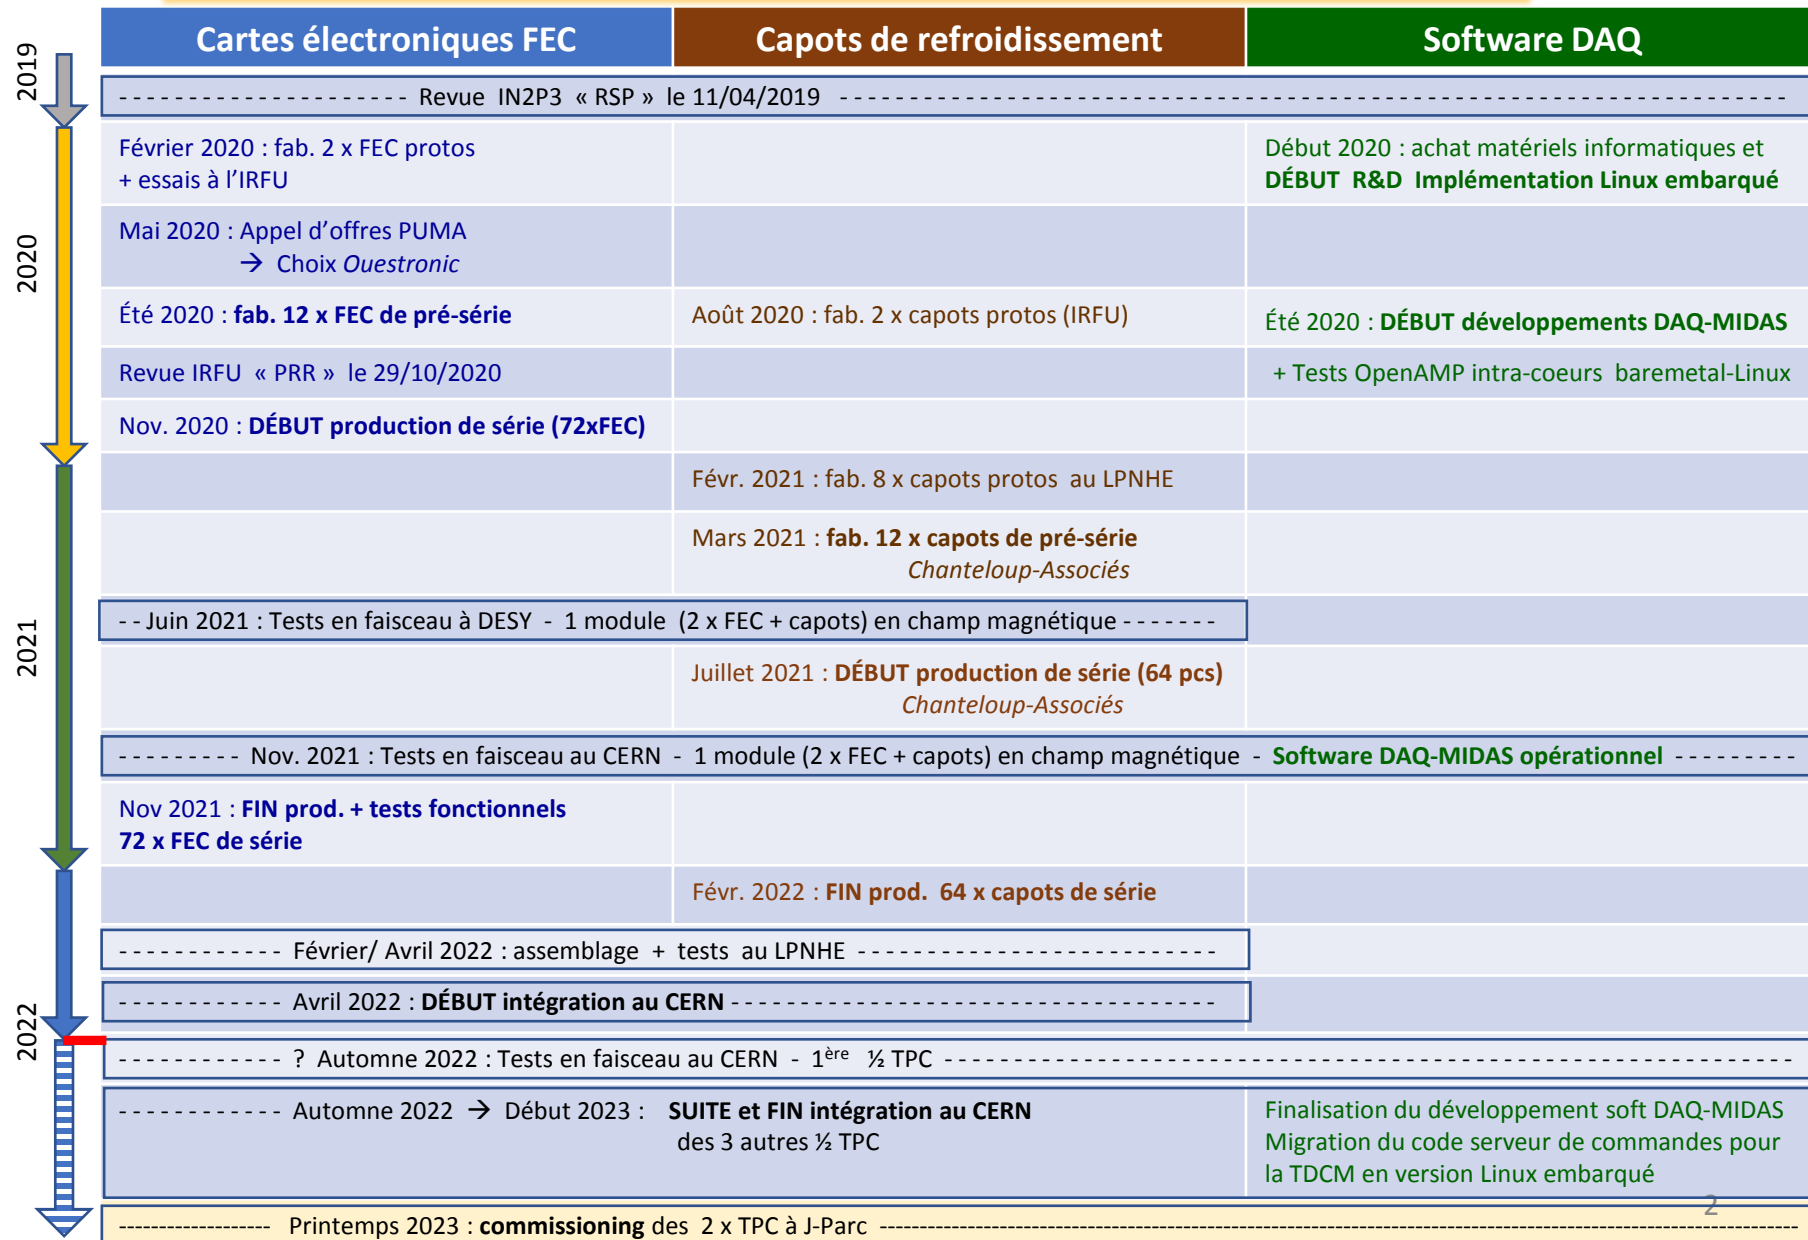 Cartes électroniques FEC
Capots de refroidissement
Software DAQ
2019
- - - - - - - - - - - - - - - - - - - - - Revue IN2P3 « RSP » le 11/04/2019 - - - - - - - - - - - - - - - - - - - - - - - - - - - - - - - - - - - - - - - - - - - - - - - - - - - - - - - - - - - - - - - - - - - - -
2020
Février 2020 : fab. 2 x FEC protos
+ essais à l'IRFU
Début 2020 : achat matériels informatiques et
DÉBUT R&D Implémentation Linux embarqué
Mai 2020 : Appel d'offres PUMA
→ Choix Ouestronic
Été 2020 : fab. 12 x FEC de pré-série
Août 2020 : fab. 2 x capots protos (IRFU)
Été 2020 : DÉBUT développements DAQ-MIDAS
Revue IRFU « PRR » le 29/10/2020
+ Tests OpenAMP intra-coeurs baremetal-Linux
Nov. 2020 : DÉBUT production de série (72xFEC)
2021
Févr. 2021 : fab. 8 x capots protos au LPNHE
Mars 2021 : fab. 12 x capots de pré-série
Chanteloup-Associés
- - Juin 2021 : Tests en faisceau à DESY - 1 module (2 x FEC + capots) en champ magnétique - - - - - - -
Juillet 2021 : DÉBUT production de série (64 pcs)
Chanteloup-Associés
- - - - - - - - - Nov. 2021 : Tests en faisceau au CERN - 1 module (2 x FEC + capots) en champ magnétique - Software DAQ-MIDAS opérationnel - - - - - - - - -
Nov 2021 : FIN prod. + tests fonctionnels
72 x FEC de série
2022
Févr. 2022 : FIN prod. 64 x capots de série
- - - - - - - - - - - - Février/ Avril 2022 : assemblage + tests au LPNHE - - - - - - - - - - - - - - - - - - - - - - - - - - -
- - - - - - - - - - - - Avril 2022 : DÉBUT intégration au CERN - - - - - - - - - - - - - - - - - - - - - - - - - - - - - - - - - - - -
- - - - - - - - - - - - ? Automne 2022 : Tests en faisceau au CERN - 1ère ½ TPC - - - - - - - - - - - - - - - - - - - - - - - - - - - - - - - - - - - - - - - - - - - - - - - - - - - - - - - - - - - - - - -
- - - - - - - - - - - - Automne 2022 → Début 2023 : SUITE et FIN intégration au CERN
des 3 autres ½ TPC
Finalisation du développement soft DAQ-MIDAS
Migration du code serveur de commandes pour
la TDCM en version Linux embarqué
2
------------------- Printemps 2023 : commissioning des 2 x TPC à J-Parc -----------------------------------------------------------------------------------------------